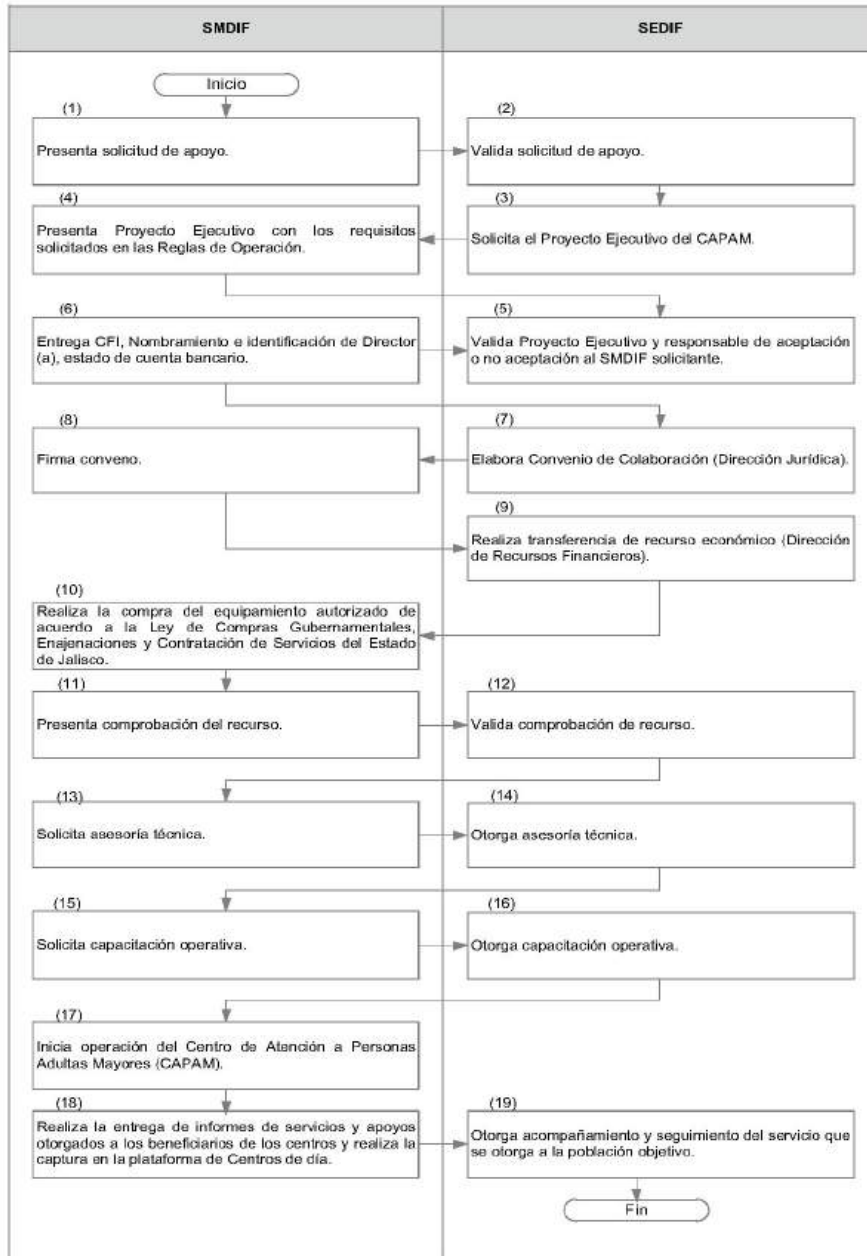 SMDIF
SEDIF
Inicio
(1)
Presenta solicitud de apoyo.
(2)
Valida solicitud de apoyo.
(4)
Presenta Proyecto Ejecutivo con los requisitos
solicitados en las Reglas de Operación.
(3)
Solicita el Proyecto Ejecutivo del CAPAM.
(6)
Entrega CFI, Nombramiento e identificación de Director
(a), estado de cuenta bancario.
(5)
Valida Proyecto Ejecutivo y responsable de aceptación
o no aceptación al SMDIF solicitante.
(8)
Firma conveno.
(7)
Elabora Convenio de Colaboración (Dirección Jurídica).
(9)
Realiza transferencia de recurso económico (Dirección
de Recursos Financieros).
(10)
Realiza la compra del equipamiento autorizado de
acuerdo a la Ley de Compras Gubernamentales,
Enajenaciones y Contratación de Servicios del Estado
de Jalisco.
(11)
Presenta comprobación del recurso.
(12)
Valida comprobación de recurso.
(13)
Solicita asesoría técnica.
(14)
Otorga asesoría técnica.
(15)
Solicita capacitación operativa.
(16)
Otorga capacitación operativa.
(17)
Inicia operación del Centro de Atención a Personas
Adultas Mayores (CAPAM).
(18)
Realiza la entrega de informes de servicios y apoyos
otorgados a los beneficiarios de los centros y realiza la
captura en la plataforma de Centros de día.
(19)
Otorga acompañamiento y seguimiento del servicio que
se otorga a la población objetivo.
Fin